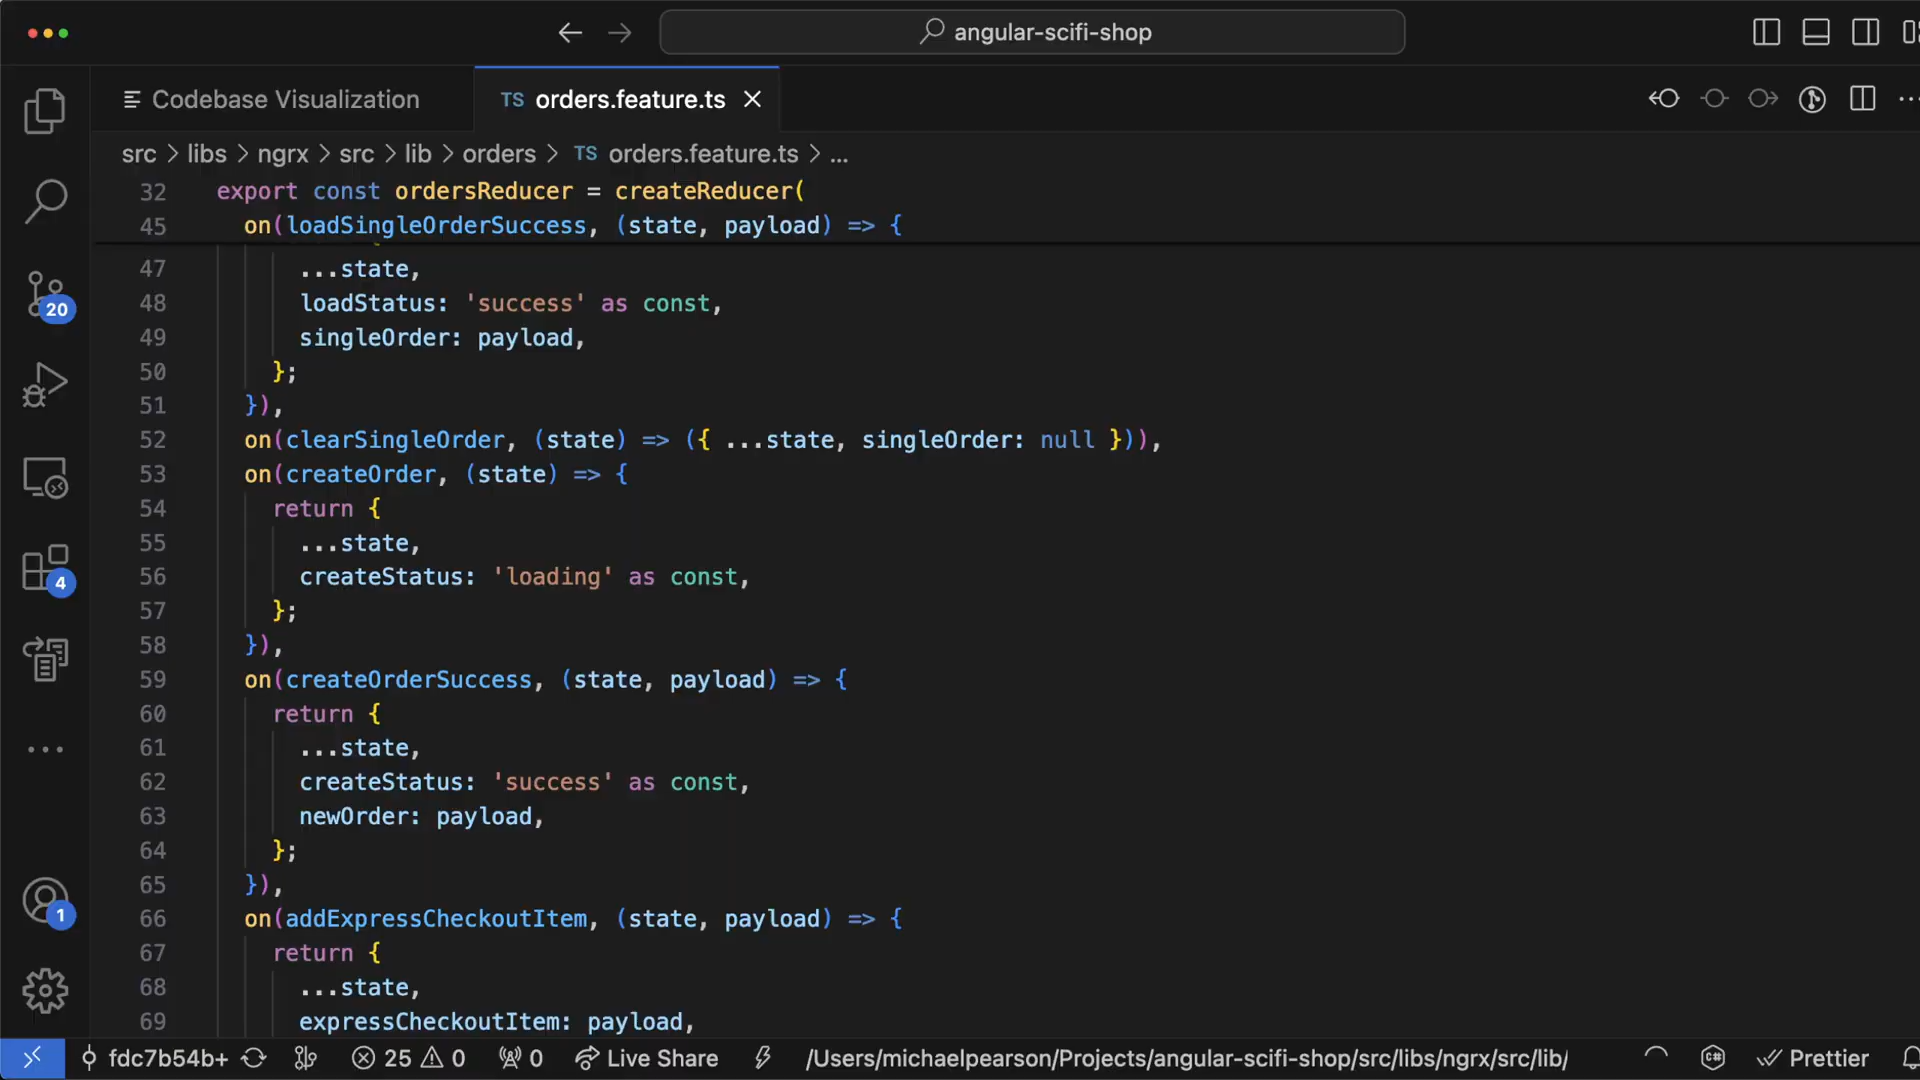 angular-scifi-shop
Codebase Visualization
TS orders.feature.ts
src > libs > ngrx > src > lib > orders > TS orders.feature.ts > ...
32 export const ordersReducer = createReducer(
45 on(loadSingleOrderSuccess, (state, payload) => {
47 ...state,
48 loadStatus: 'success' as const,
49 singleOrder: payload,
50 };
51 }),
52 on(clearSingleOrder, (state) => ({ ...state, singleOrder: null })),
53 on(createOrder, (state) => {
54 return {
55 ...state,
56 createStatus: 'loading' as const,
57 };
58 }),
59 on(createOrderSuccess, (state, payload) => {
60 return {
61 ...state,
62 createStatus: 'success' as const,
63 newOrder: payload,
64 };
65 }),
66 on(addExpressCheckoutItem, (state, payload) => {
67 return {
68 ...state,
69 expressCheckoutItem: payload,
20
4
1
fdc7b54b+ 25 0 0 Live Share /Users/michaelpearson/Projects/angular-scifi-shop/src/libs/ngrx/src/lib/ Prettier